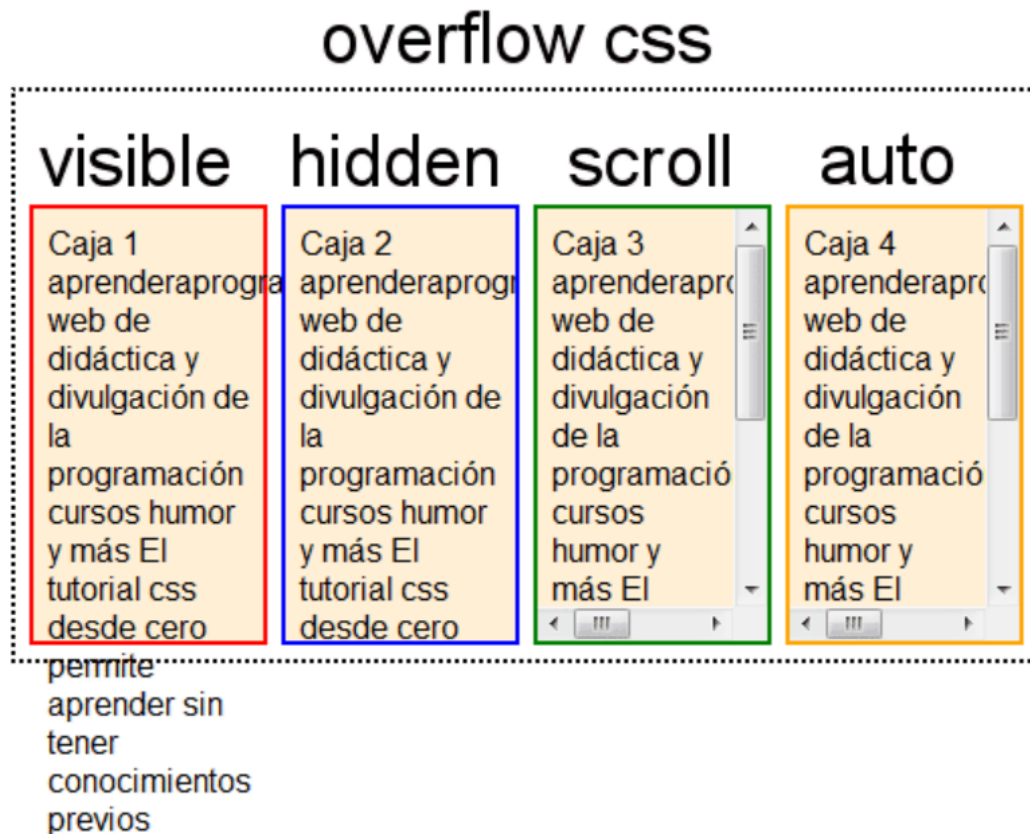 overflow css
visible hidden scroll auto
Caja 1
aprenderaprogra
web de
didáctica y
divulgación de
la
programación
cursos humor
y más El
tutorial css
desde cero
permite
aprender sin
tener
conocimientos
previos
Caja 2
aprenderaprogr
web de
didáctica y
divulgación de
la
programación
cursos humor
y más El
tutorial css
desde cero
Caja 3
aprenderapro
web de
didáctica y
divulgación
de la
programació
cursos
humor y
más El
Caja 4
aprenderapro
web de
didáctica y
divulgación
de la
programació
cursos
humor y
más El